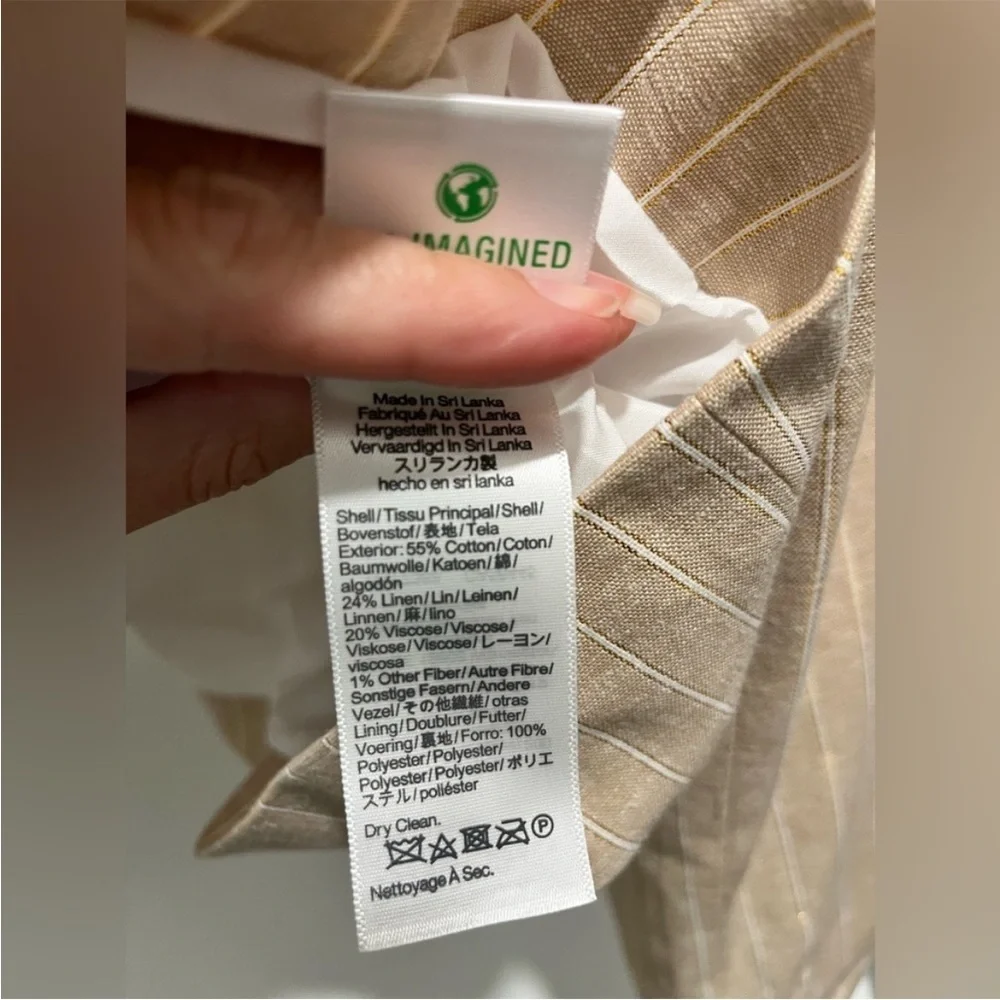 IMAGINED
Made In Sri Lanka
Fabriqué Au Sri Lanka
Hergestellt In Sri Lanka
Vervaardigd In Sri Lanka
スリランカ製
hecho en sri lanka
Shell/Tissu Principal/Shell/
Bovenstof/表地/Tela
Exterior: 55% Cotton/Coton/
Baumwolle/Katoen/綿/
algodón
24% Linen/Lin/Leinen/
Linnen/麻/lino
20% Viscose/Viscose/
Viskose/Viscose/レーヨン/
viscosa
1% Other Fiber/Autre Fibre/
Sonstige Fasern/Andere
Vezel/その他繊維/otras
Lining/Doublure/Futter/
Voering/裏地/Forro: 100%
Polyester/Polyester/
Polyester/Polyester/ポリエ
ステル/poliéster
Dry Clean.
P
Nettoyage À Sec.